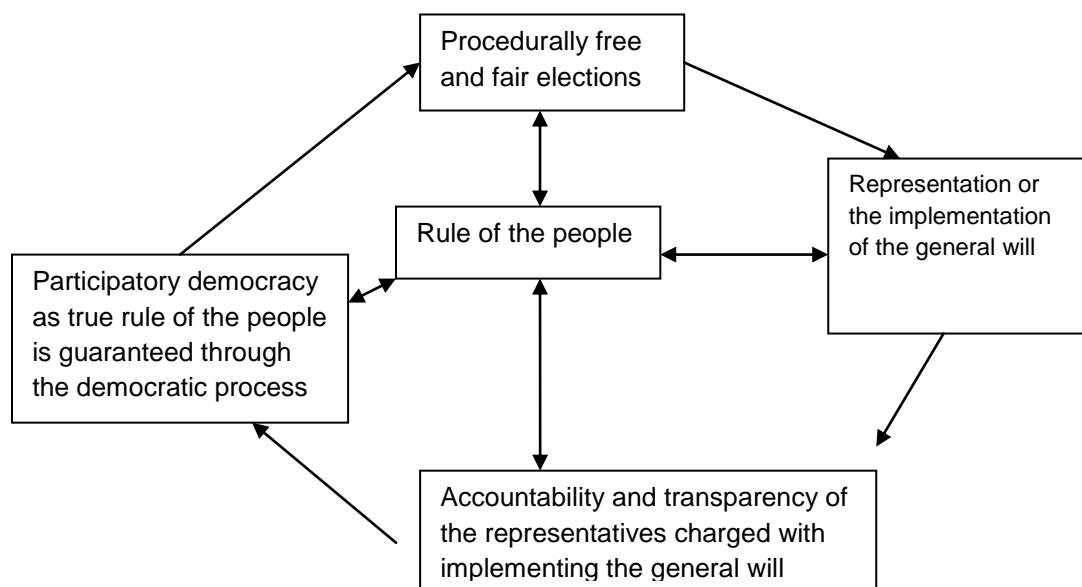 Procedurally free
and fair elections
Representation or
the implementation
of the general will
Rule of the people
Participatory democracy
as true rule of the people
is guaranteed through
the democratic process
Accountability and transparency of
the representatives charged with
implementing the general will